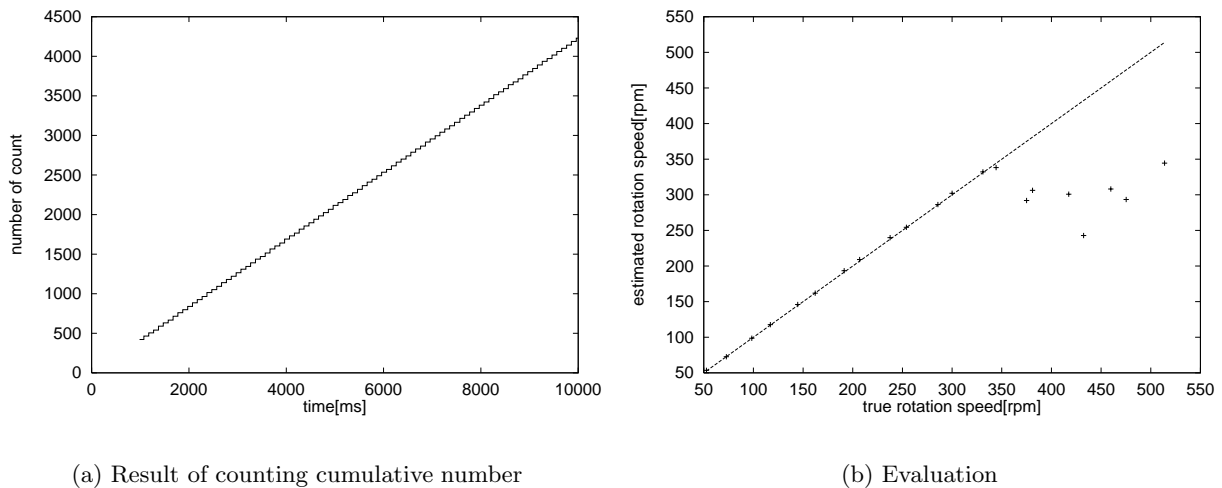 4500
4000
3500
3000
2500
2000
1500
1000
500
0
number of count
0 2000 4000 6000 8000 10000
time[ms]
(a) Result of counting cumulative number
550
500
450
400
350
300
250
200
150
100
50
estimated rotation speed[rpm]
50 100 150 200 250 300 350 400 450 500 550
true rotation speed[rpm]
(b) Evaluation